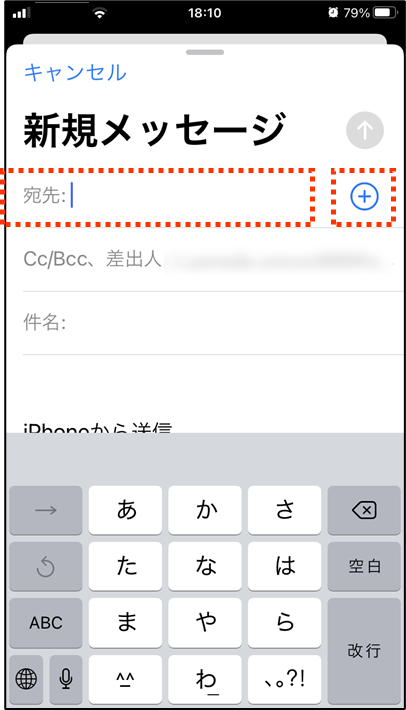 18:10 79%
キャンセル
新規メッセージ
宛先:
Cc/Bcc、差出人
件名:
iPhoneから送信
→ あ か さ
た な は 空白
ABC ま や ら 改行
^^ わ 、。?!